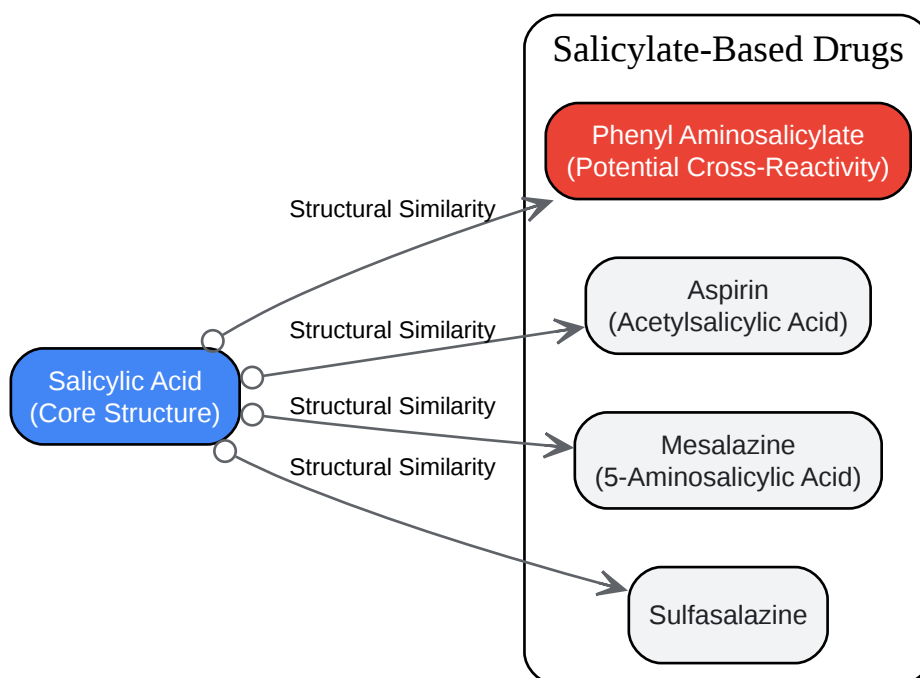 Salicylate-Based Drugs
Phenyl Aminosalicylate
(Potential Cross-Reactivity)
Structural Similarity
Aspirin
(Acetylsalicylic Acid)
Structural Similarity
Salicylic Acid
(Core Structure)
Structural Similarity
Mesalazine
(5-Aminosalicylic Acid)
Structural Similarity
Sulfasalazine